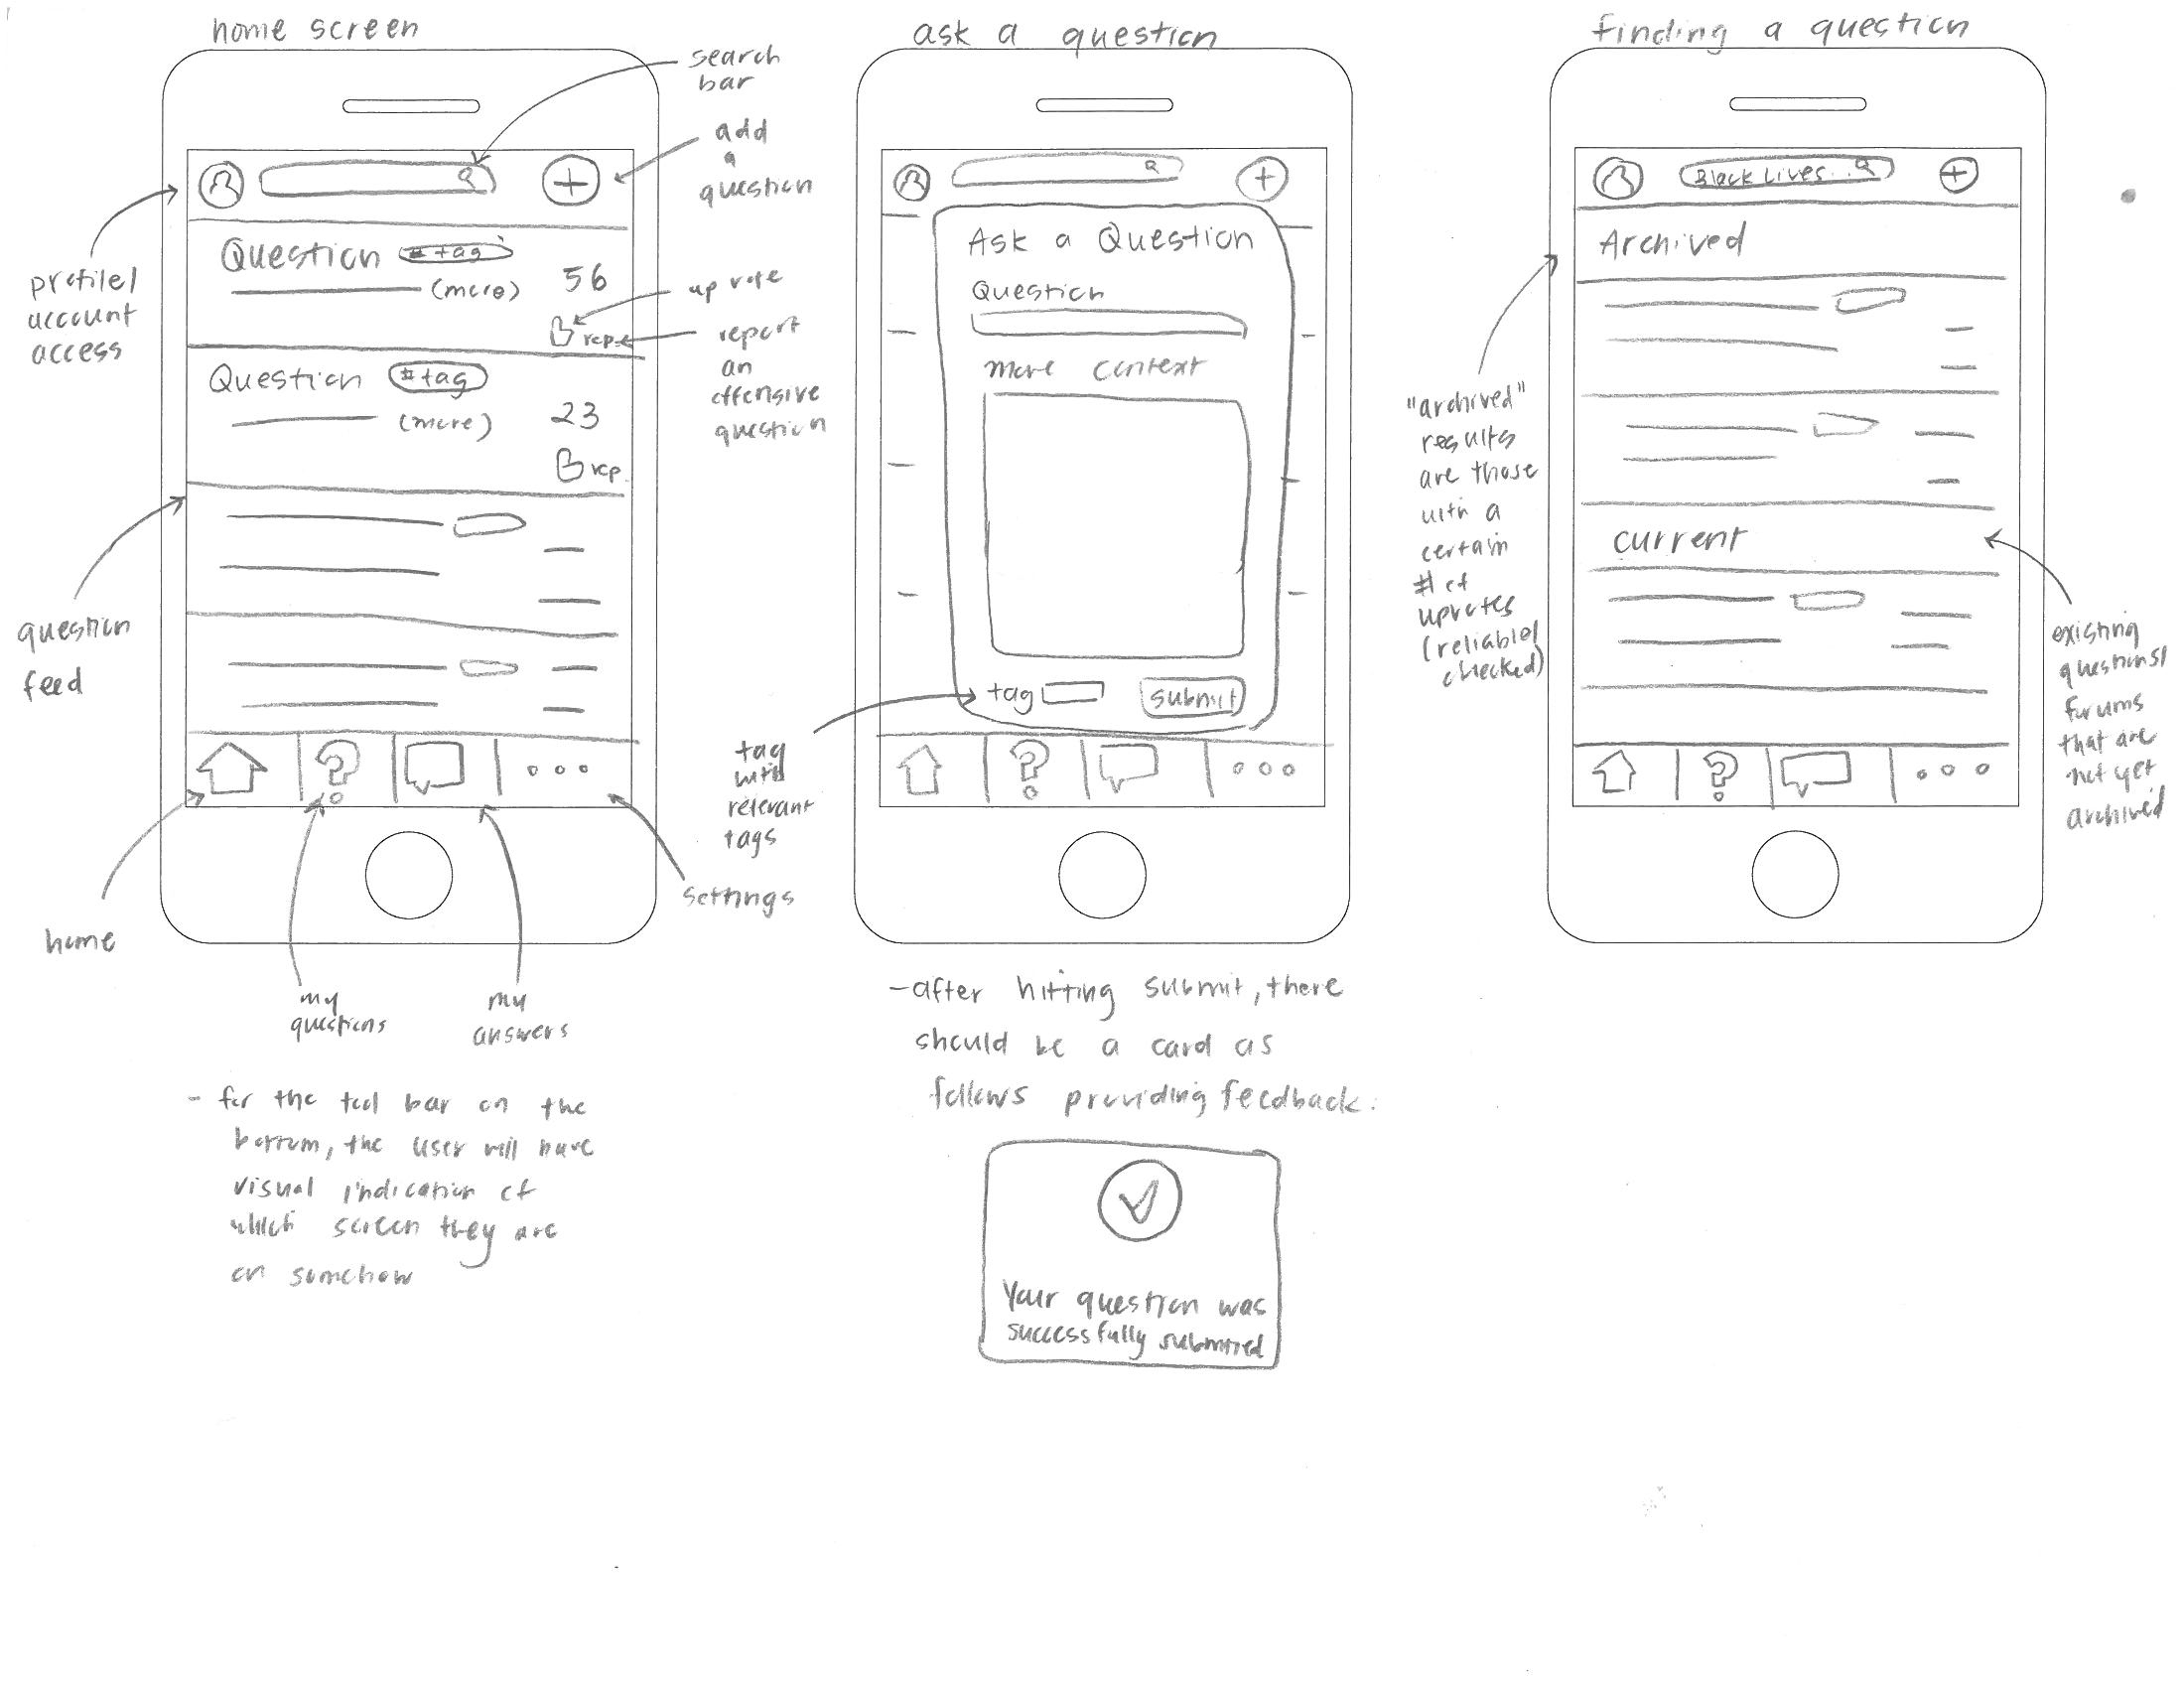 home screen
search
bar
add
a
question
profile/
account
access
Question #tag
(more)
56
up vote
rep.
report
an
offensive
question
Question #tag
(more)
23
rep.
question
feed
home
my
questions
my
answers
settings
- for the tool bar on the
bottom, the user will have
visual indication of
which screen they are
on somehow
ask a question
Ask a Question
Question
more context
tag
submit
tag
with
relevant
tags
- after hitting submit, there
should be a card as
follows providing feedback:
Your question was
successfully submitted
finding a question
Black Lives..
Archived
"archived"
results
are those
with a
certain
# of
upvotes
(reliable/
checked)
current
existing
questions/
forums
that are
not yet
archived